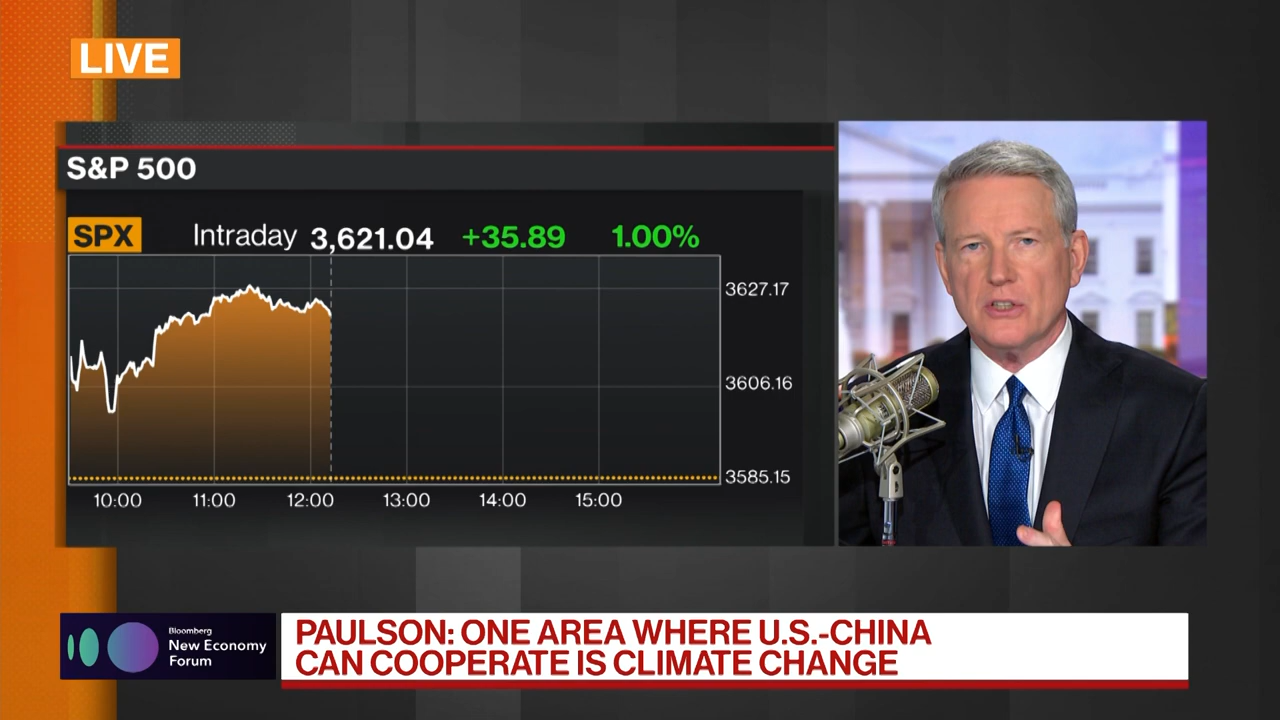 LIVE
S&P 500
SPX Intraday 3,621.04 +35.89 1.00%
3627.17
3606.16
3585.15
10:00 11:00 12:00 13:00 14:00 15:00
Bloomberg
New Economy
Forum
PAULSON: ONE AREA WHERE U.S.-CHINA
CAN COOPERATE IS CLIMATE CHANGE